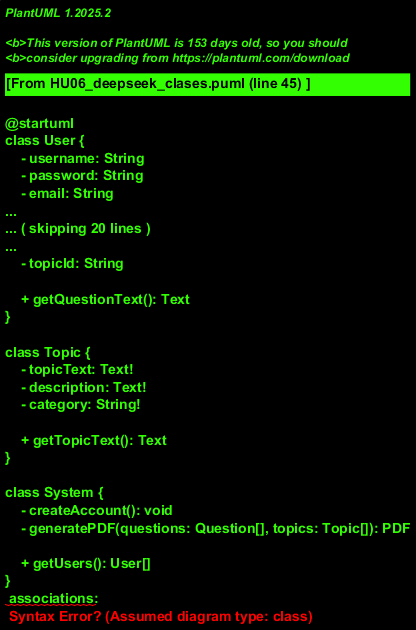 PlantUML 1.2025.2
<b>This version of PlantUML is 153 days old, so you should
<b>consider upgrading from https://plantuml.com/download
[From HU06_deepseek_clases.puml (line 45) ]
@startuml
class User {
- username: String
- password: String
- email: String
...
... ( skipping 20 lines )
...
- topicId: String
+ getQuestionText(): Text
}
class Topic {
- topicText: Text!
- description: Text!
- category: String!
+ getTopicText(): Text
}
class System {
- createAccount(): void
- generatePDF(questions: Question[], topics: Topic[]): PDF
+ getUsers(): User[]
}
associations:
Syntax Error? (Assumed diagram type: class)